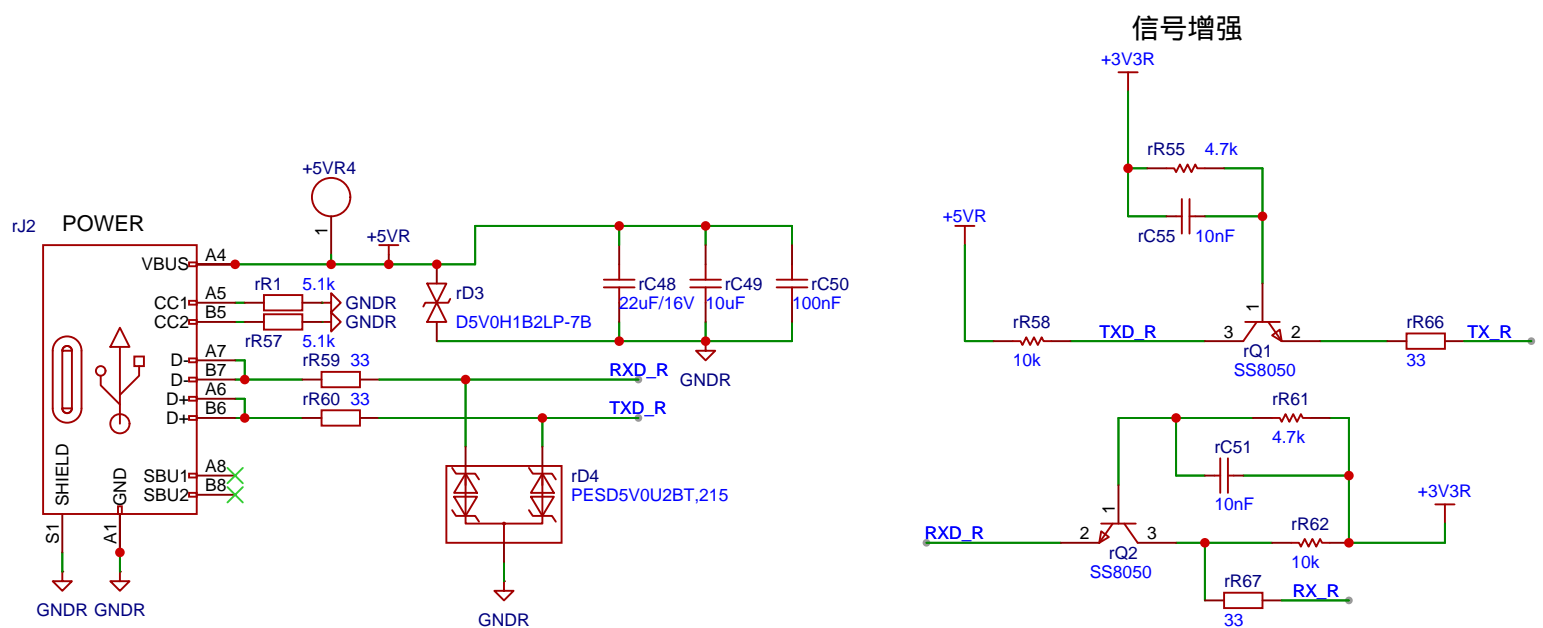 信号增强
+3V3R
rR55 4.7k
rC55
10nF
+5VR4
1
rJ2
POWER
+5VR
VBUS
A4
CC1
A5
CC2
B5
rR1
5.1k
GNDR
GNDR
rR57
5.1k
D-
A7
D-
B7
D+
A6
D+
B6
rR59 33
RXD_R
rR60 33
TXD_R
SBU1
A8
SBU2
B8
SHIELD
GND
S1
A1
GNDR
GNDR
rD3
D5V0H1B2LP-7B
rC48
22uF/16V
rC49
10uF
rC50
100nF
GNDR
rD4
PESD5V0U2BT,215
GNDR
+5VR
rR58
10k
TXD_R
3
1
2
rQ1
SS8050
rR66
33
TX_R
rR61
4.7k
rC51
10nF
+3V3R
RXD_R
2
1
3
rQ2
SS8050
rR62
10k
rR67
33
RX_R